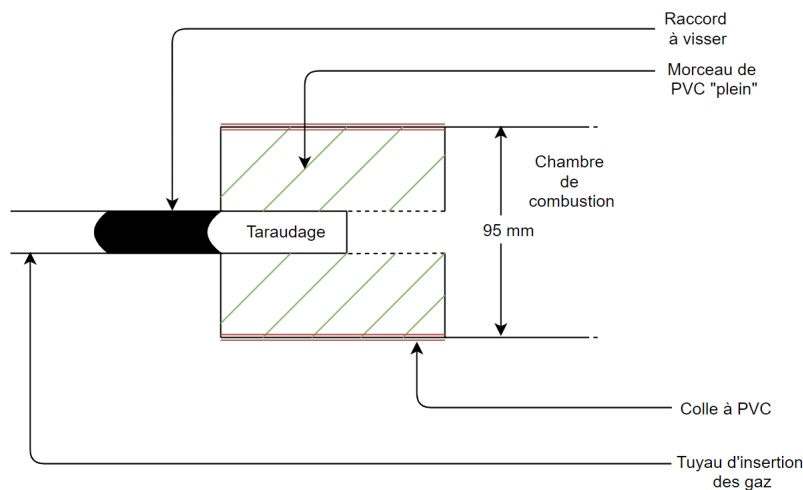 Raccord
à visser
Morceau de
PVC "plein"
Chambre
de
combustion
Taraudage
95 mm
Colle à PVC
Tuyau d'insertion
des gaz